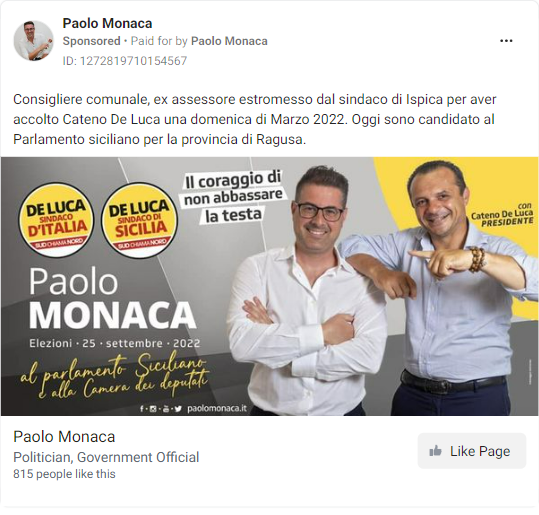 Paolo Monaca
Sponsored • Paid for by Paolo Monaca
ID: 1272819710154567
Consigliere comunale, ex assessore estromesso dal sindaco di Ispica per aver
accolto Cateno De Luca una domenica di Marzo 2022. Oggi sono candidato al
Parlamento siciliano per la provincia di Ragusa.
DE LUCA
SINDACO
D'ITALIA
SUD CHIAMA NORD
DE LUCA
SINDACO DI
SICILIA
SUD CHIAMA NORD
Il coraggio di
non abbassare
la testa
con
Cateno De Luca
PRESIDENTE
Paolo
MONACA
Elezioni · 25 · settembre · 2022
al parlamento Siciliano
e alla Camera dei deputati
paolomonaca.it
Paolo Monaca
Politician, Government Official
815 people like this
Like Page